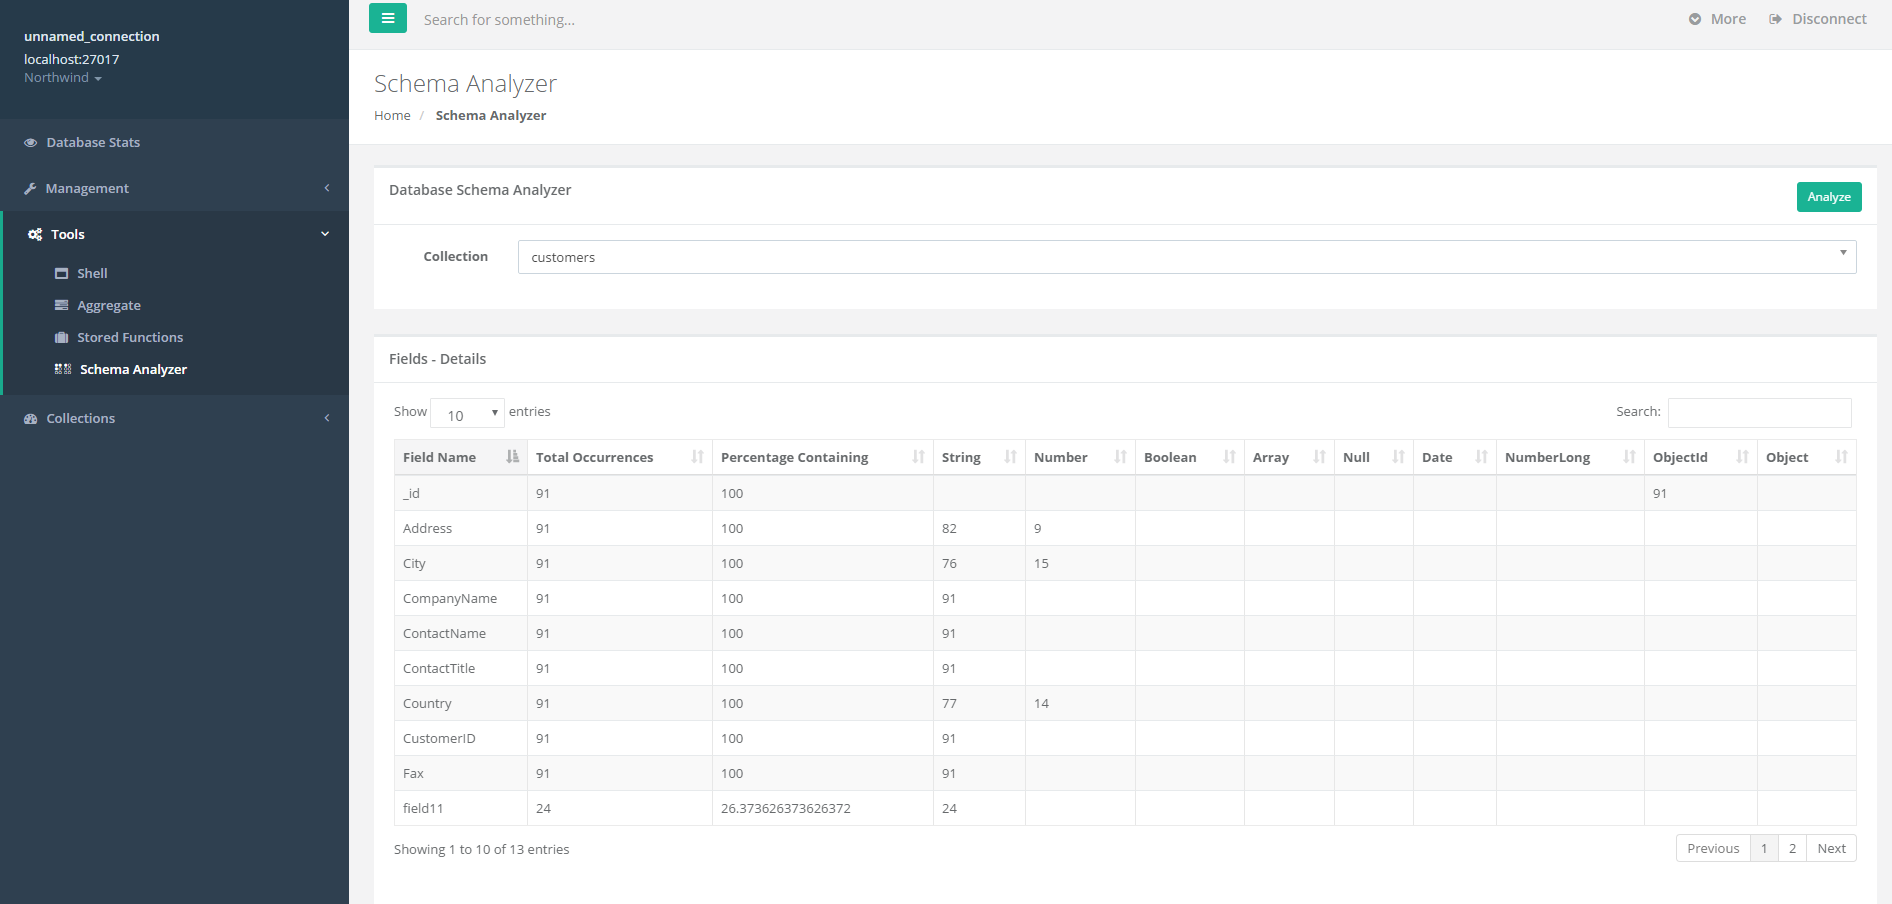 unnamed_connection
localhost:27017
Northwind
Database Stats
Management
Tools
Shell
Aggregate
Stored Functions
Schema Analyzer
Collections
Search for something...
More Disconnect
Schema Analyzer
Home / Schema Analyzer
Database Schema Analyzer
Analyze
Collection customers
Fields - Details
Show 10 entries Search:
Field Name Total Occurrences Percentage Containing String Number Boolean Array Null Date NumberLong ObjectId Object
_id 91 100 91
Address 91 100 82 9
City 91 100 76 15
CompanyName 91 100 91
ContactName 91 100 91
ContactTitle 91 100 91
Country 91 100 77 14
CustomerID 91 100 91
Fax 91 100 91
field11 24 26.373626373626372 24
Showing 1 to 10 of 13 entries
Previous 1 2 Next